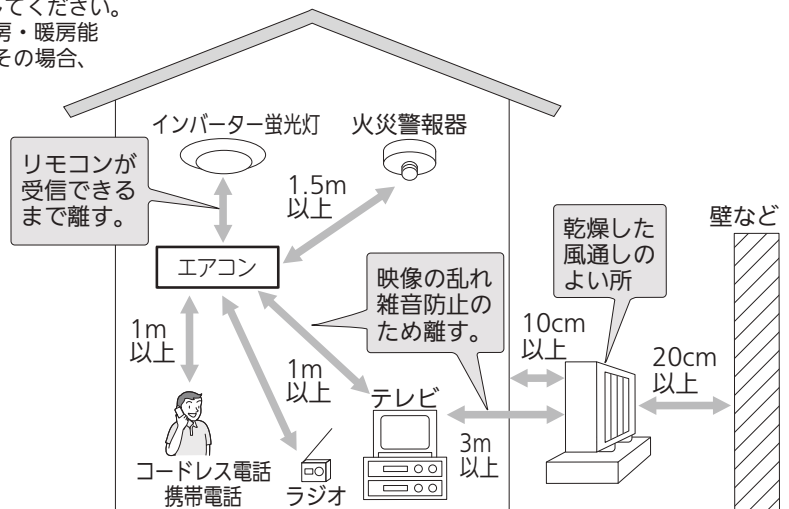 してください。
房・暖房能
その場合、
インバーター蛍光灯
火災警報器
リモコンが
受信できる
まで離す。
1.5m
以上
エアコン
乾燥した
風通しの
よい所
壁など
映像の乱れ
雑音防止の
ため離す。
1m
以上
10cm
以上
20cm
以上
1m
以上
テレビ
3m
以上
コードレス電話
携帯電話
ラジオ